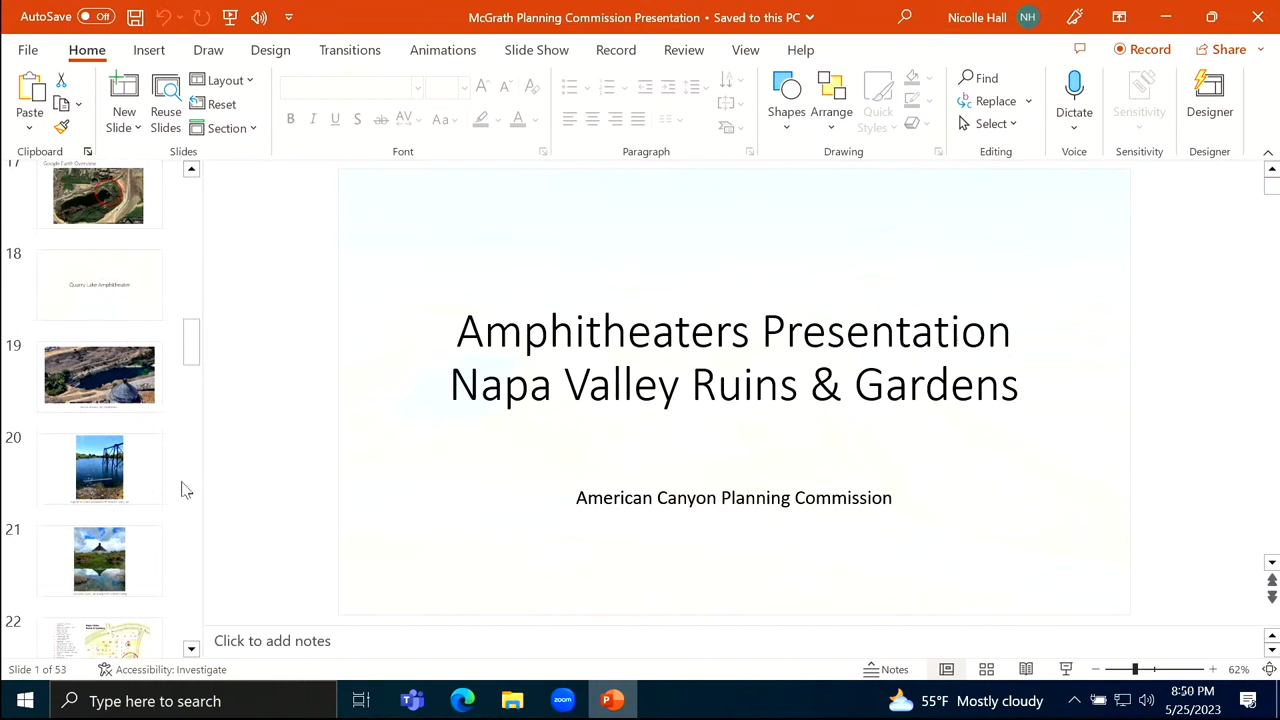 AutoSave Off
McGrath Planning Commission Presentation • Saved to this PC
Nicolle Hall NH
File Home Insert Draw Design Transitions Animations Slide Show Record Review View Help
Record
Share
Paste
New
Slide
Reuse
Slides
Layout
Reset
Section
Find
Replace
Select
Shapes
Arrange
Quick
Styles
Dictate
Sensitivity
Designer
Clipboard Slides Font Paragraph Drawing Editing Voice Sensitivity Designer
17
Google Earth Overview
18
Quarry Lake Amphitheater
19
20
21
22
Amphitheaters Presentation
Napa Valley Ruins & Gardens
American Canyon Planning Commission
Click to add notes
Slide 1 of 53 Accessibility: Investigate Notes 62%
Type here to search
zoom
55°F Mostly cloudy
8:50 PM
5/25/2023